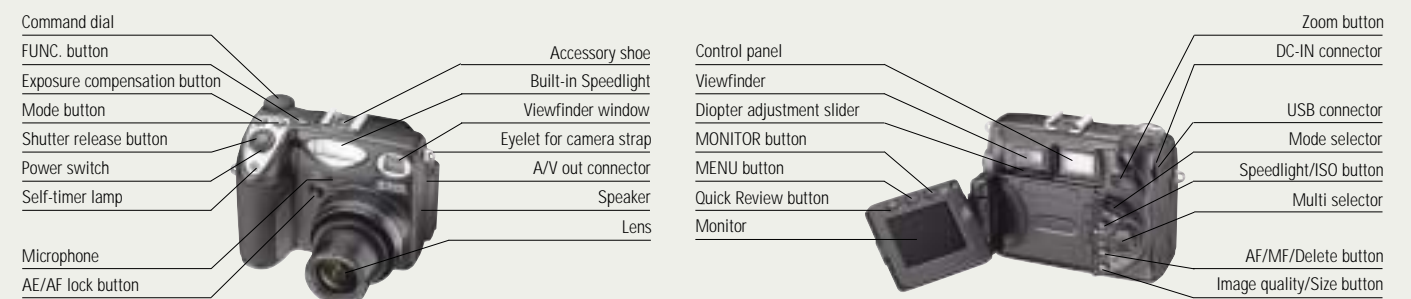 Command dial
FUNC. button
Exposure compensation button
Mode button
Shutter release button
Power switch
Self-timer lamp
Microphone
AE/AF lock button
Accessory shoe
Built-in Speedlight
Viewfinder window
Eyelet for camera strap
A/V out connector
Speaker
Lens
Control panel
Viewfinder
Diopter adjustment slider
MONITOR button
MENU button
Quick Review button
Monitor
Zoom button
DC-IN connector
USB connector
Mode selector
Speedlight/ISO button
Multi selector
AF/MF/Delete button
Image quality/Size button